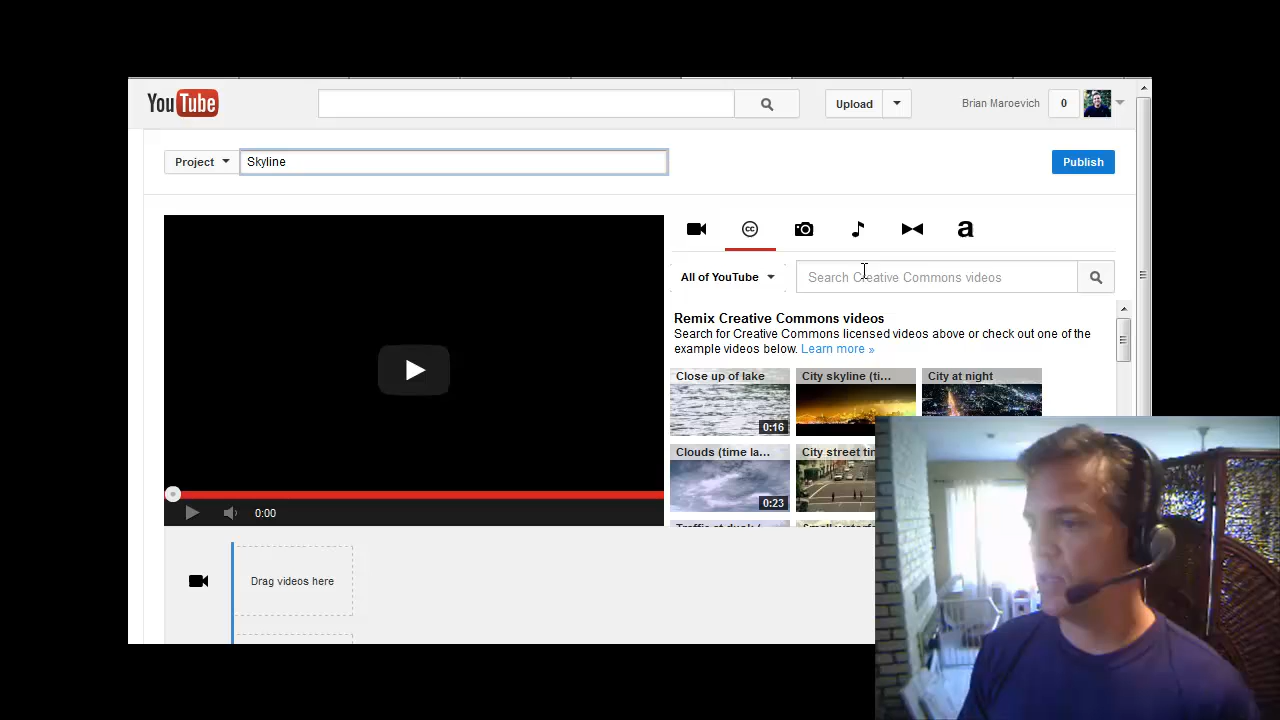 YouTube
Upload
Brian Maroevich
0
Project
Skyline
Publish
cc
a
All of YouTube
Search Creative Commons videos
Remix Creative Commons videos
Search for Creative Commons licensed videos above or check out one of the
example videos below. Learn more »
Close up of lake
City skyline (ti...
City at night
0:16
Clouds (time la...
City street tim
0:23
0:00
Drag videos here